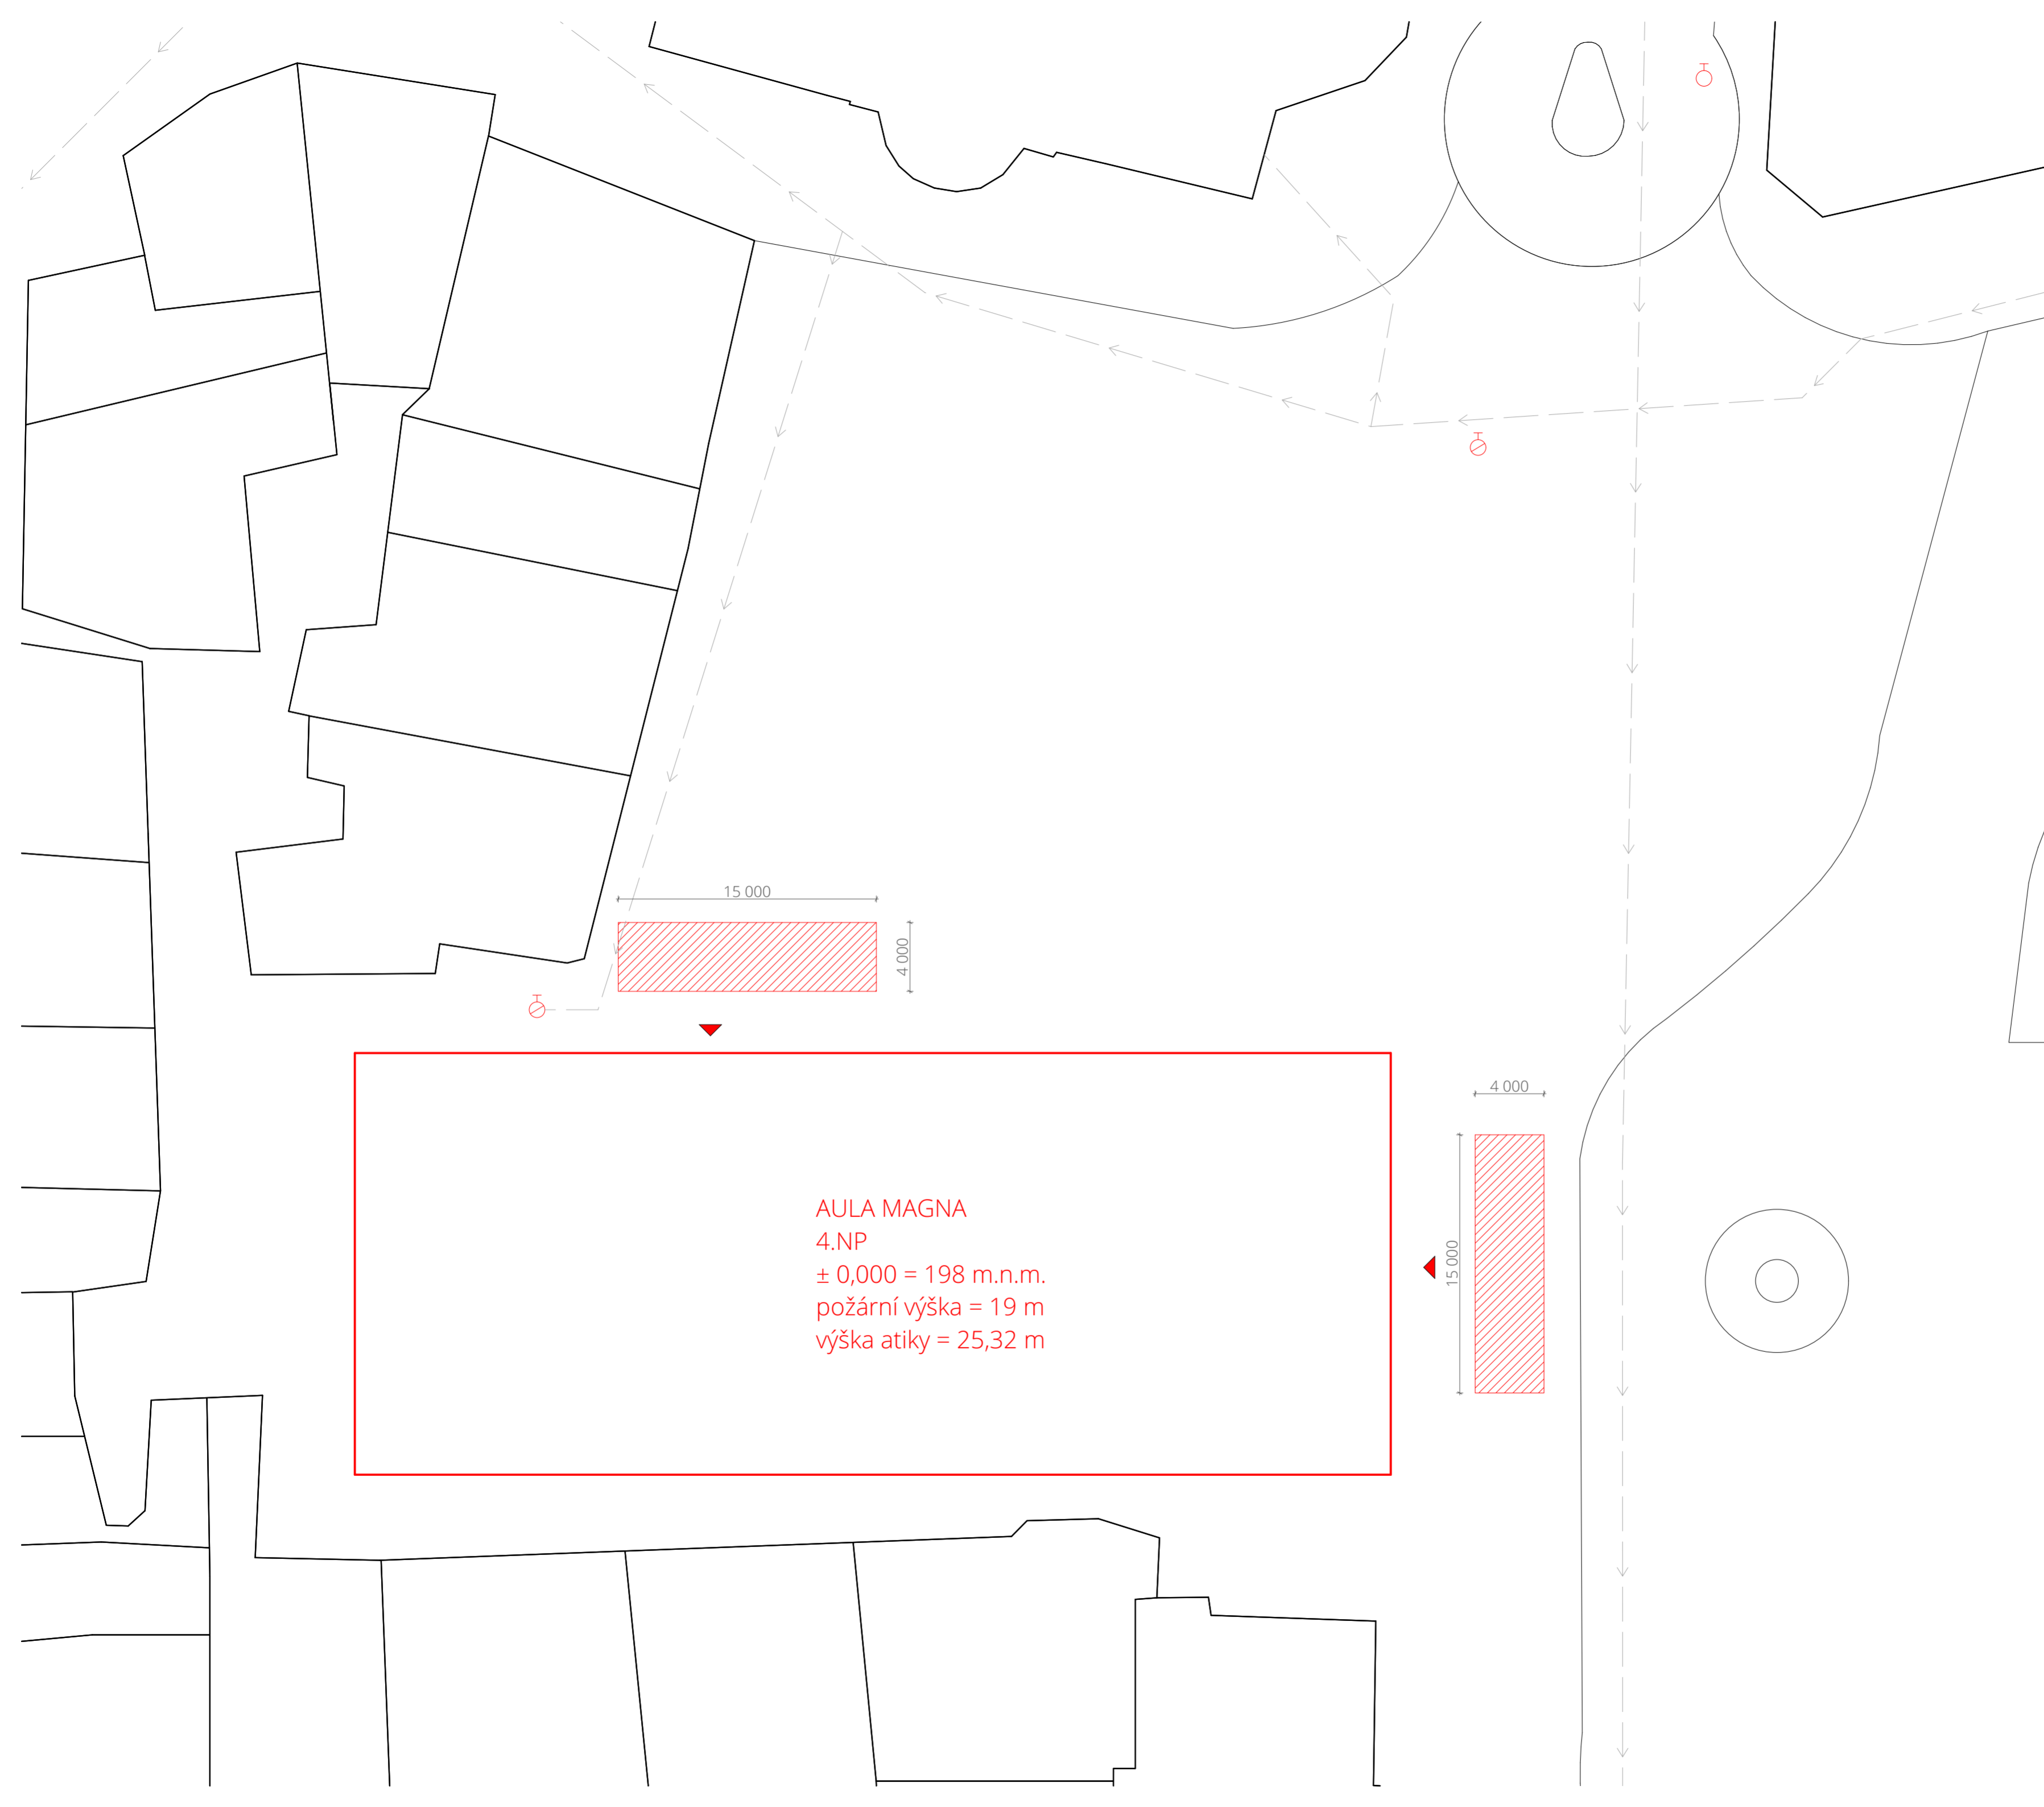 15 000
4 000
4 000
15 000
AULA MAGNA
4.NP
± 0,000 = 198 m.n.m.
požární výška = 19 m
výška atiky = 25,32 m